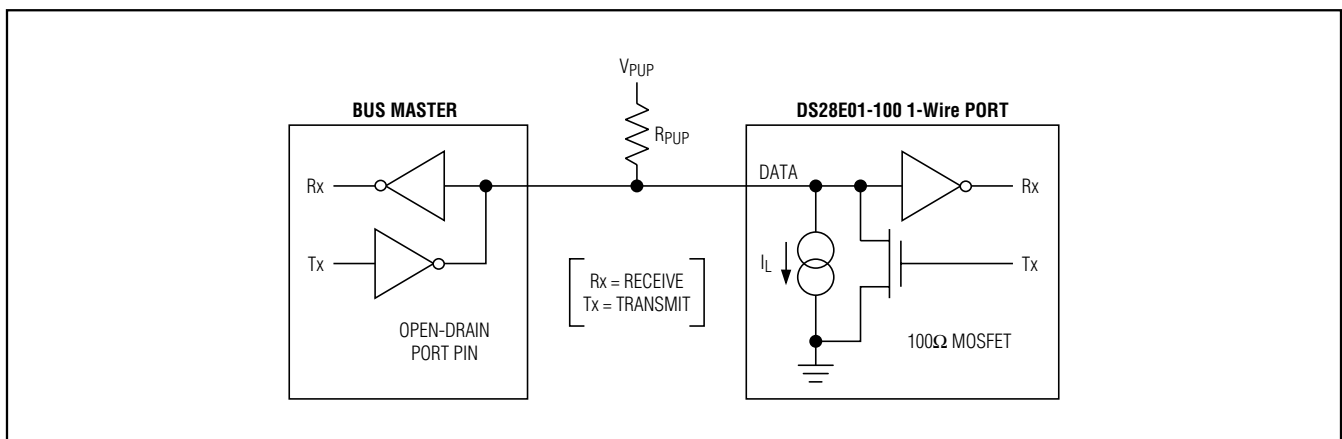 VPUP
BUS MASTER
DS28E01-100 1-Wire PORT
RPUP
Rx
DATA
Rx
Tx
IL
Tx
Rx = RECEIVE
Tx = TRANSMIT
OPEN-DRAIN
PORT PIN
100Ω MOSFET